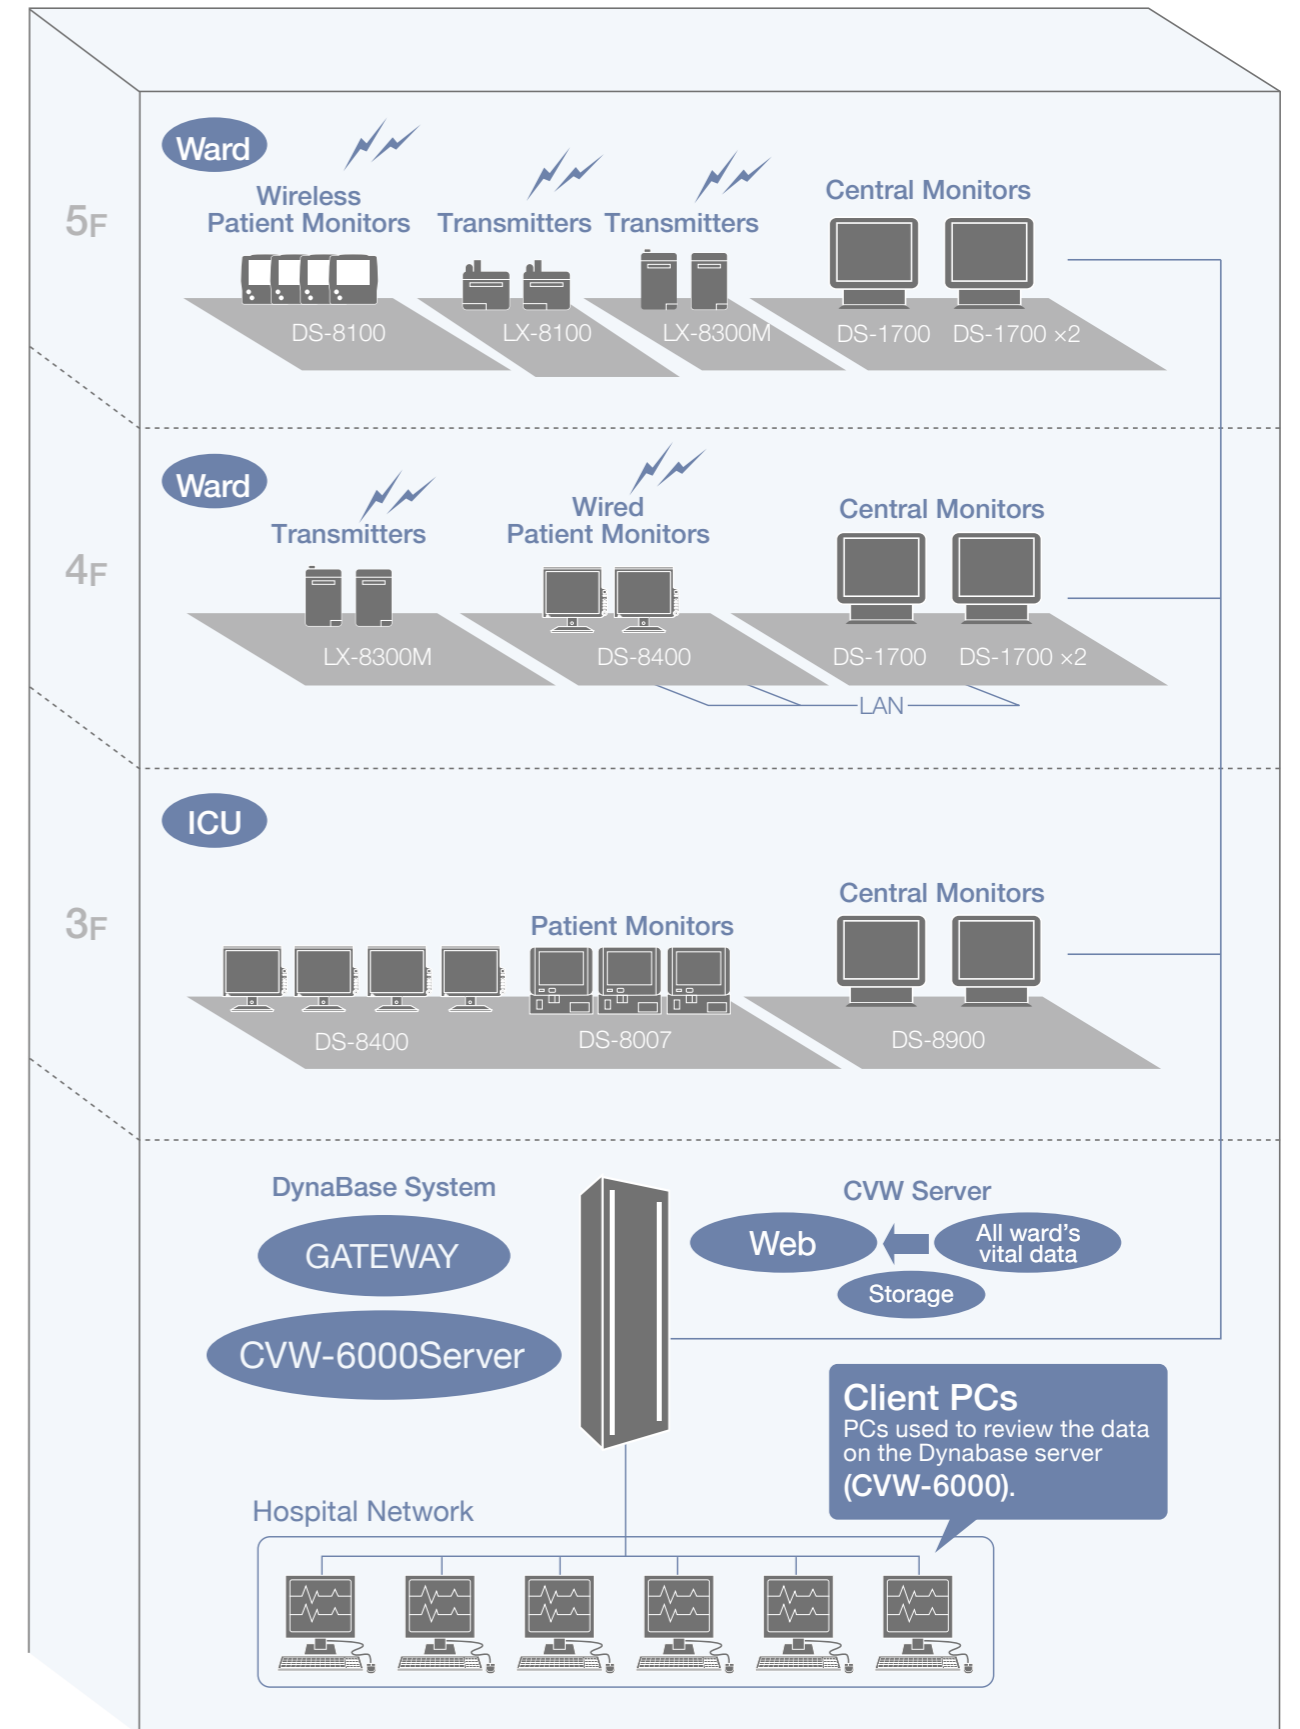 5F
Ward
Wireless
Patient Monitors
Transmitters
Transmitters
Central Monitors
DS-8100
LX-8100
LX-8300M
DS-1700
DS-1700 ×2
4F
Ward
Transmitters
Wired
Patient Monitors
Central Monitors
LX-8300M
DS-8400
DS-1700
DS-1700 ×2
LAN
3F
ICU
Patient Monitors
Central Monitors
DS-8400
DS-8007
DS-8900
DynaBase System
GATEWAY
CVW-6000Server
CVW Server
Web
All ward's
vital data
Storage
Client PCs
PCs used to review the data
on the Dynabase server
(CVW-6000).
Hospital Network